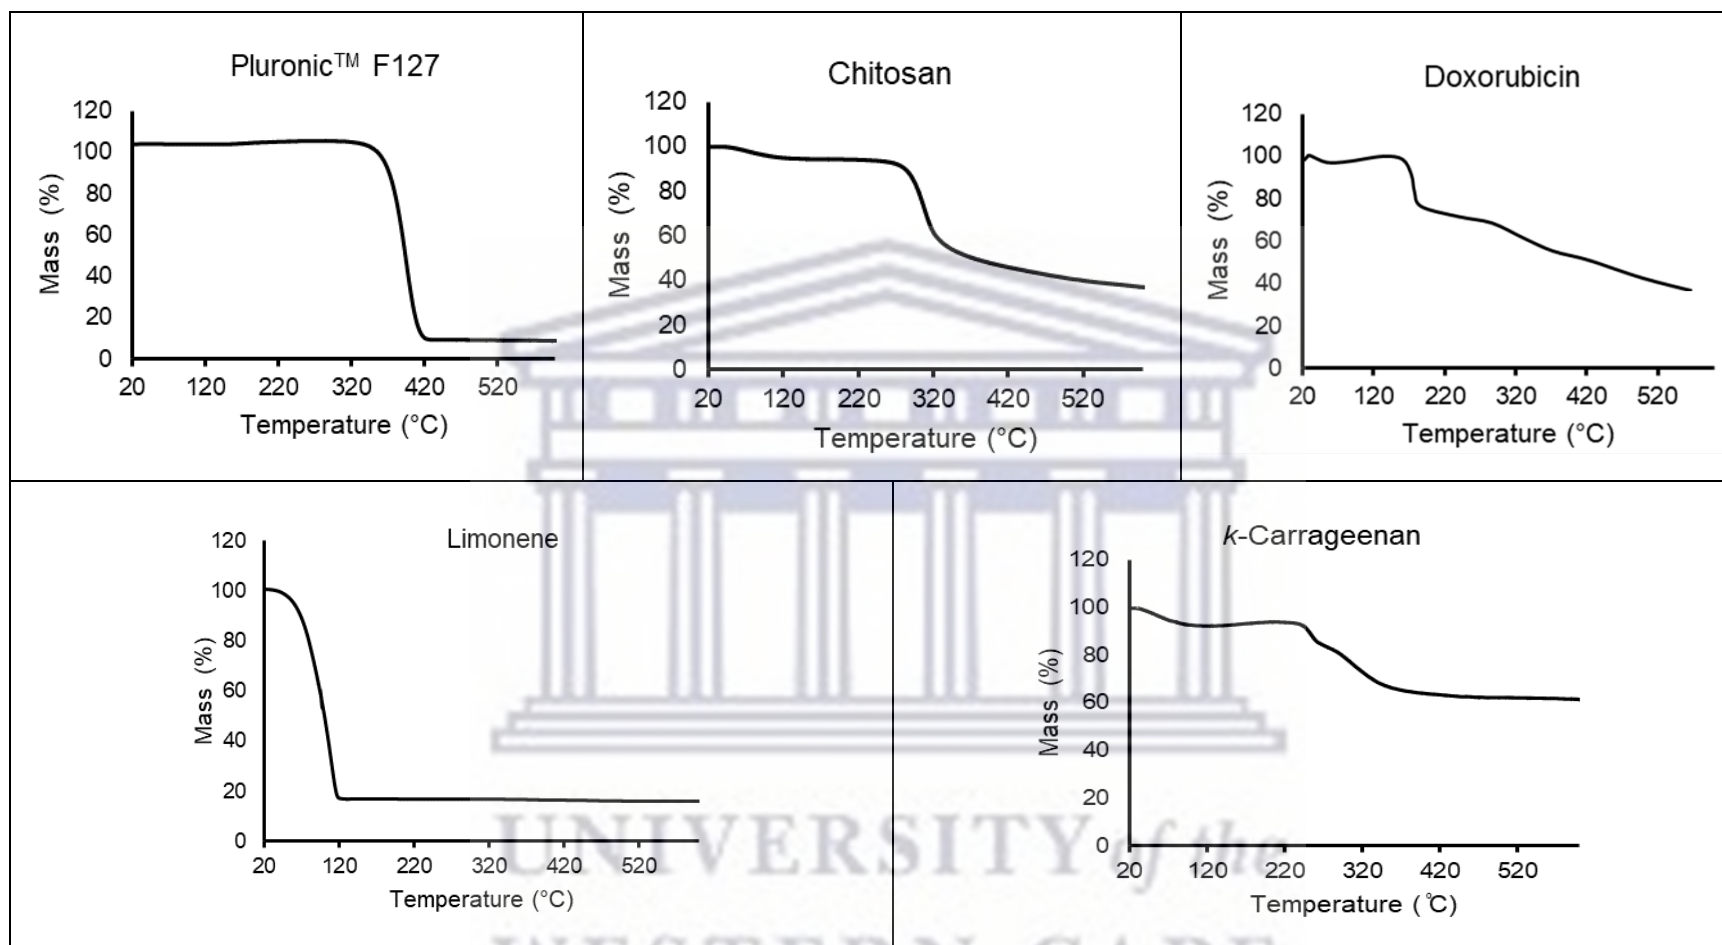 Pluronic™ F127
120
100
80
60
40
20
0
Mass (%)
20 120 220 320 420 520
Temperature (°C)
Chitosan
120
100
80
60
40
20
0
Mass (%)
20 120 220 320 420 520
Temperature (°C)
Doxorubicin
120
100
80
60
40
20
0
Mass (%)
20 120 220 320 420 520
Temperature (°C)
Limonene
120
100
80
60
40
20
0
Mass (%)
20 120 220 320 420 520
Temperature (°C)
k-Carrageenan
120
100
80
60
40
20
0
Mass (%)
20 120 220 320 420 520
Temperature (°C)
UNIVERSITY of the
WESTERN CAPE